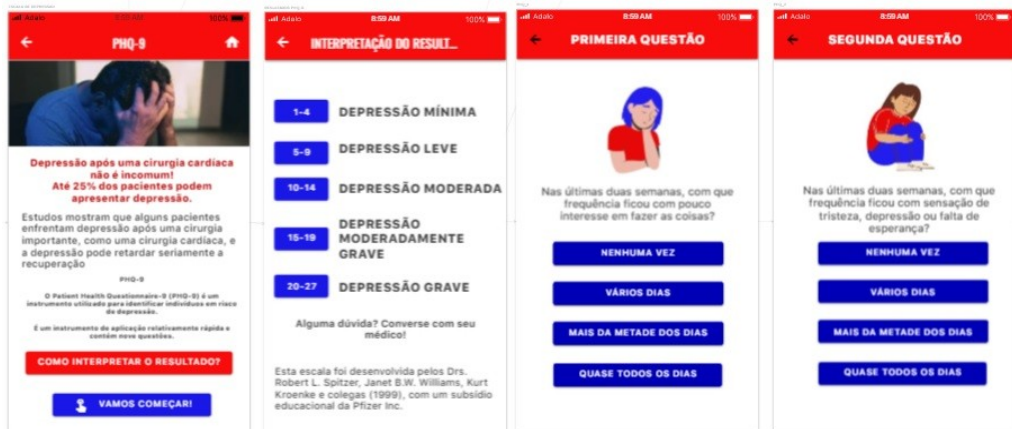 Adalo
8:59 AM
100%
PHQ-9
Depressão após uma cirurgia cardíaca
não é incomum!
Até 25% dos pacientes podem
apresentar depressão.
Estudos mostram que alguns pacientes
enfrentam depressão após uma cirurgia
importante, como uma cirurgia cardíaca, e
a depressão pode retardar seriamente a
recuperação
PHQ-9
O Patient Health Questionnaire-9 (PHQ-9) é um
instrumento utilizado para identificar indivíduos em risco
de depressão.
É um instrumento de aplicação relativamente rápida e
contém nove questões.
COMO INTERPRETAR O RESULTADO?
VAMOS COMEÇAR!
Adalo
8:59 AM
100%
INTERPRETAÇÃO DO RESULT...
1-4 DEPRESSÃO MÍNIMA
5-9 DEPRESSÃO LEVE
10-14 DEPRESSÃO MODERADA
15-19 DEPRESSÃO
MODERADAMENTE
GRAVE
20-27 DEPRESSÃO GRAVE
Alguma dúvida? Converse com seu
médico!
Esta escala foi desenvolvida pelos Drs.
Robert L. Spitzer, Janet B.W. Williams, Kurt
Kroenke e colegas (1999), com um subsídio
educacional da Pfizer Inc.
Adalo
8:59 AM
100%
PRIMEIRA QUESTÃO
Nas últimas duas semanas, com que
frequência ficou com pouco
interesse em fazer as coisas?
NENHUMA VEZ
VÁRIOS DIAS
MAIS DA METADE DOS DIAS
QUASE TODOS OS DIAS
Adalo
8:59 AM
100%
SEGUNDA QUESTÃO
Nas últimas duas semanas, com que
frequência ficou com sensação de
tristeza, depressão ou falta de
esperança?
NENHUMA VEZ
VÁRIOS DIAS
MAIS DA METADE DOS DIAS
QUASE TODOS OS DIAS